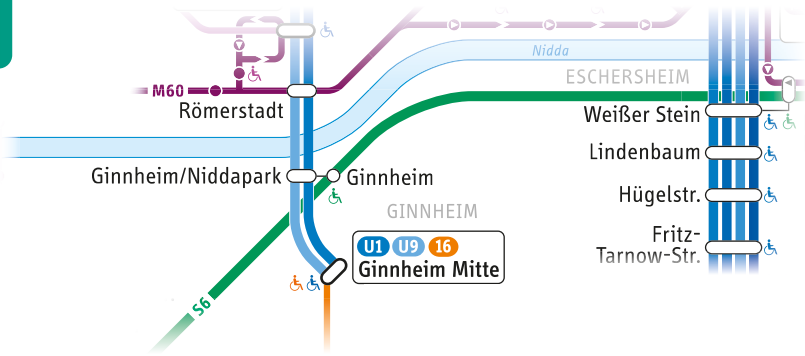 Nidda
ESCHERSHEIM
M60
Römerstadt
Weißer Stein
Lindenbaum
Ginnheim/Niddapark
Ginnheim
Hügelstr.
GINNHEIM
Fritz-
Tarnow-Str.
U1 U9 16
Ginnheim Mitte
S6